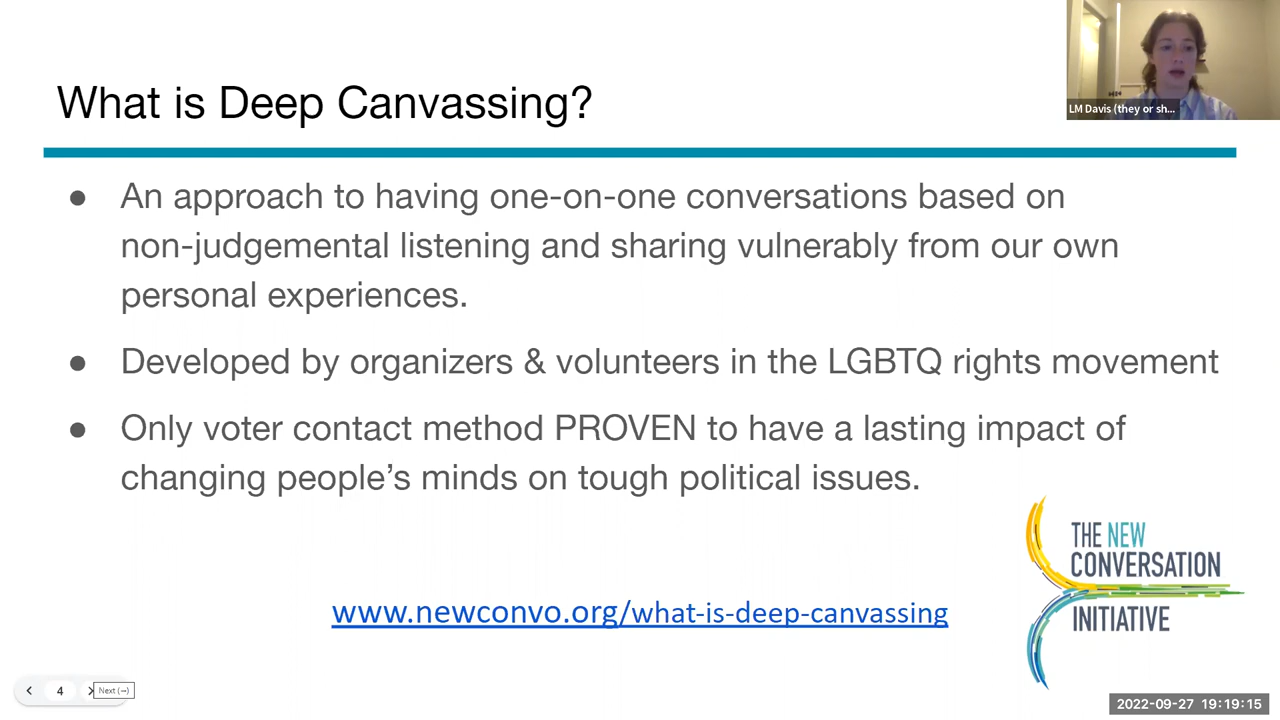 LM Davis (they or sh...
What is Deep Canvassing?
● An approach to having one-on-one conversations based on
non-judgemental listening and sharing vulnerably from our own
personal experiences.
● Developed by organizers & volunteers in the LGBTQ rights movement
● Only voter contact method PROVEN to have a lasting impact of
changing people's minds on tough political issues.
THE NEW
CONVERSATION
INITIATIVE
www.newconvo.org/what-is-deep-canvassing
4
Next (→)
2022-09-27 19:19:15